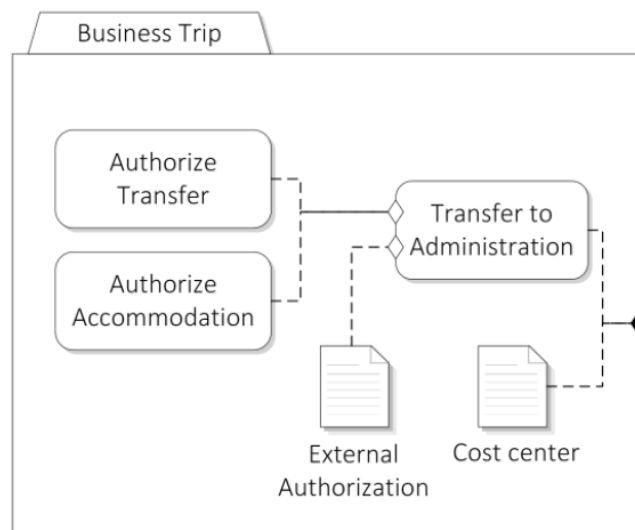 Business Trip
Authorize
Transfer
Transfer to
Administration
Authorize
Accommodation
External
Authorization
Cost center